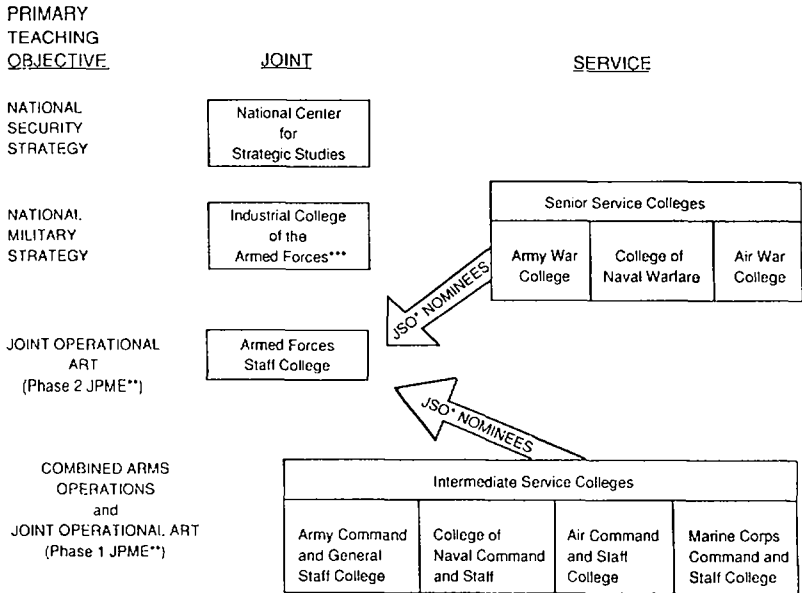 PRIMARY
TEACHING
OBJECTIVE
JOINT
SERVICE
NATIONAL
SECURITY
STRATEGY
National Center
for
Strategic Studies
NATIONAL
MILITARY
STRATEGY
Industrial College
of the
Armed Forces***
Senior Service Colleges
Army War
College
College of
Naval Warfare
Air War
College
JSO* NOMINEES
JOINT OPERATIONAL
ART
(Phase 2 JPME**)
Armed Forces
Staff College
JSO* NOMINEES
COMBINED ARMS
OPERATIONS
and
JOINT OPERATIONAL ART
(Phase 1 JPME**)
Intermediate Service Colleges
Army Command
and General
Staff College
College of
Naval Command
and Staff
Air Command
and Staff
College
Marine Corps
Command and
Staff College